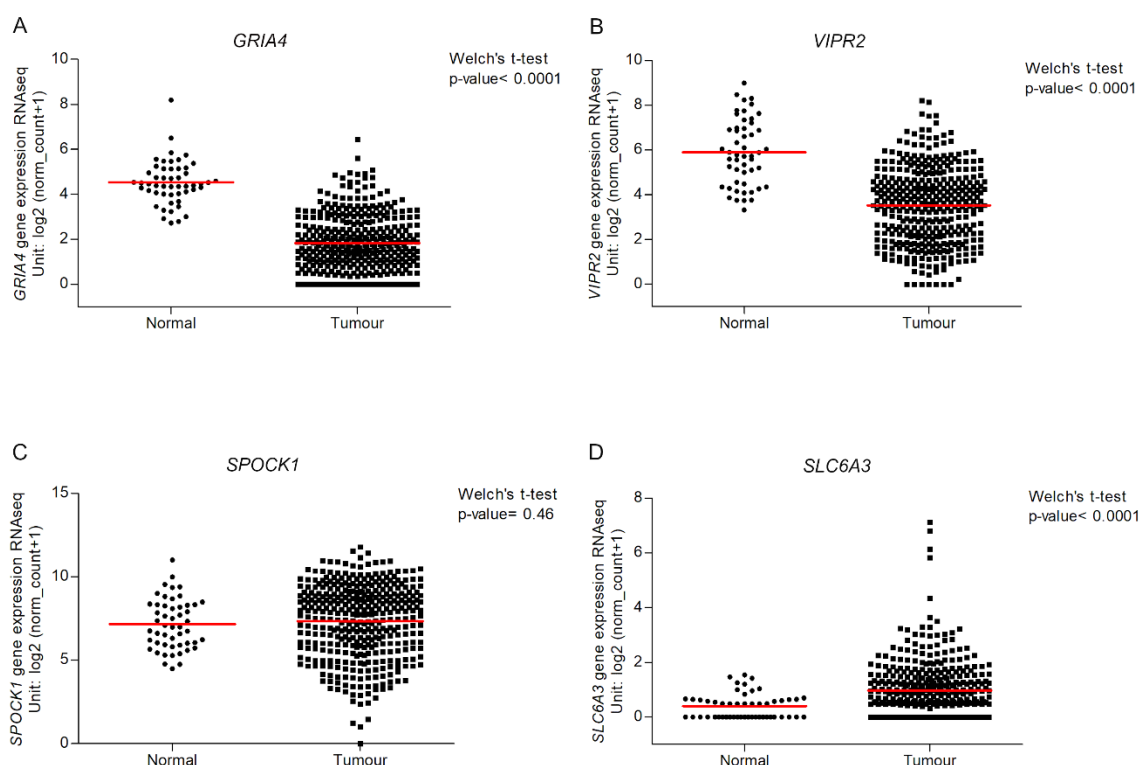 A
GRIA4
Welch's t-test
p-value< 0.0001
GRIA4 gene expression RNAseq
Unit: log2 (norm_count+1)
10
8
6
4
2
0
Normal
Tumour
B
VIPR2
Welch's t-test
p-value< 0.0001
VIPR2 gene expression RNAseq
Unit: log2 (norm_count+1)
10
8
6
4
2
0
Normal
Tumour
C
SPOCK1
Welch's t-test
p-value= 0.46
SPOCK1 gene expression RNAseq
Unit: log2 (norm_count+1)
15
10
5
0
Normal
Tumour
D
SLC6A3
Welch's t-test
p-value< 0.0001
SLC6A3 gene expression RNAseq
Unit: log2 (norm_count+1)
8
6
4
2
0
Normal
Tumour